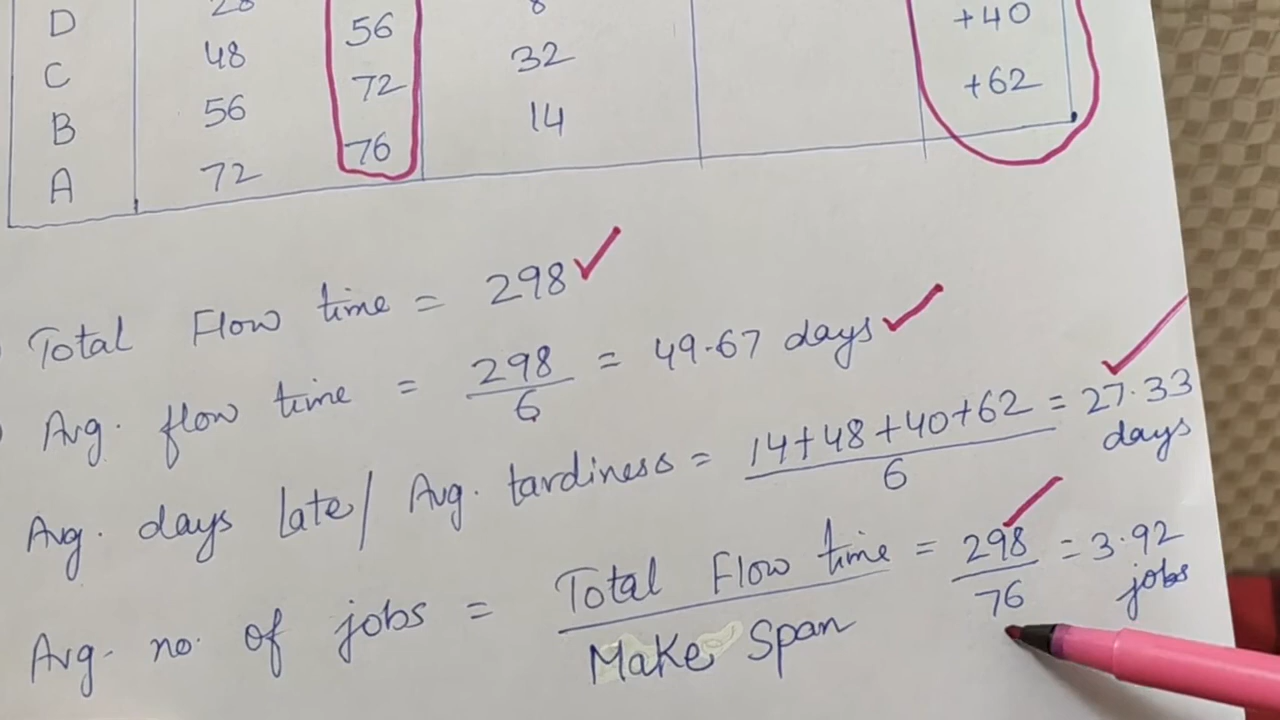 D 28 56 8 +40
C 48 72 32 +62
B 56 76 14
A 72
Total Flow time = 298
Avg. flow time = 298/6 = 49.67 days
Avg. days late/ Avg. tardiness = 14+48+40+62/6 = 27.33 days
Avg. no. of jobs = Total Flow time/Make Span = 298/76 = 3.92 jobs